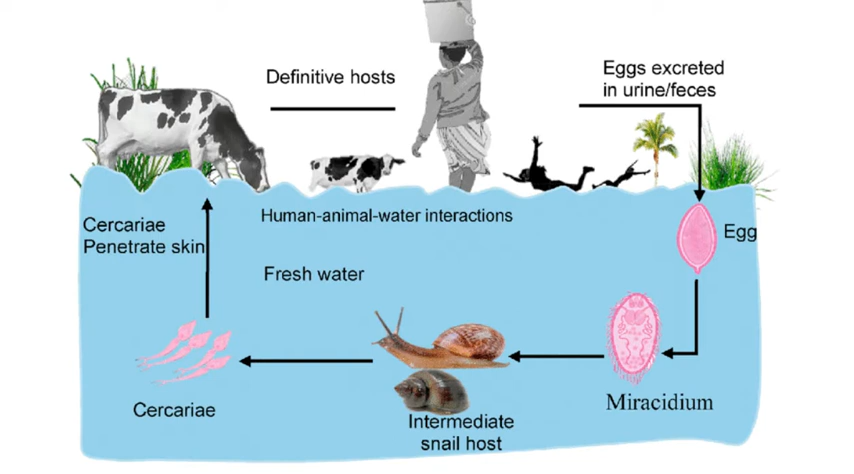 Definitive hosts
Eggs excreted
in urine/feces
Cercariae
Penetrate skin
Human-animal-water interactions
Egg
Fresh water
Cercariae
Intermediate
snail host
Miracidium